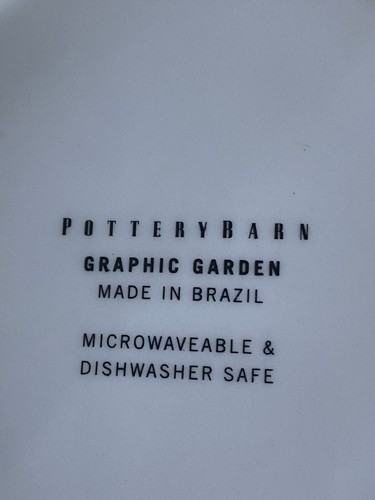 POTTERYBARN
GRAPHIC GARDEN
MADE IN BRAZIL
MICROWAVEABLE &
DISHWASHER SAFE